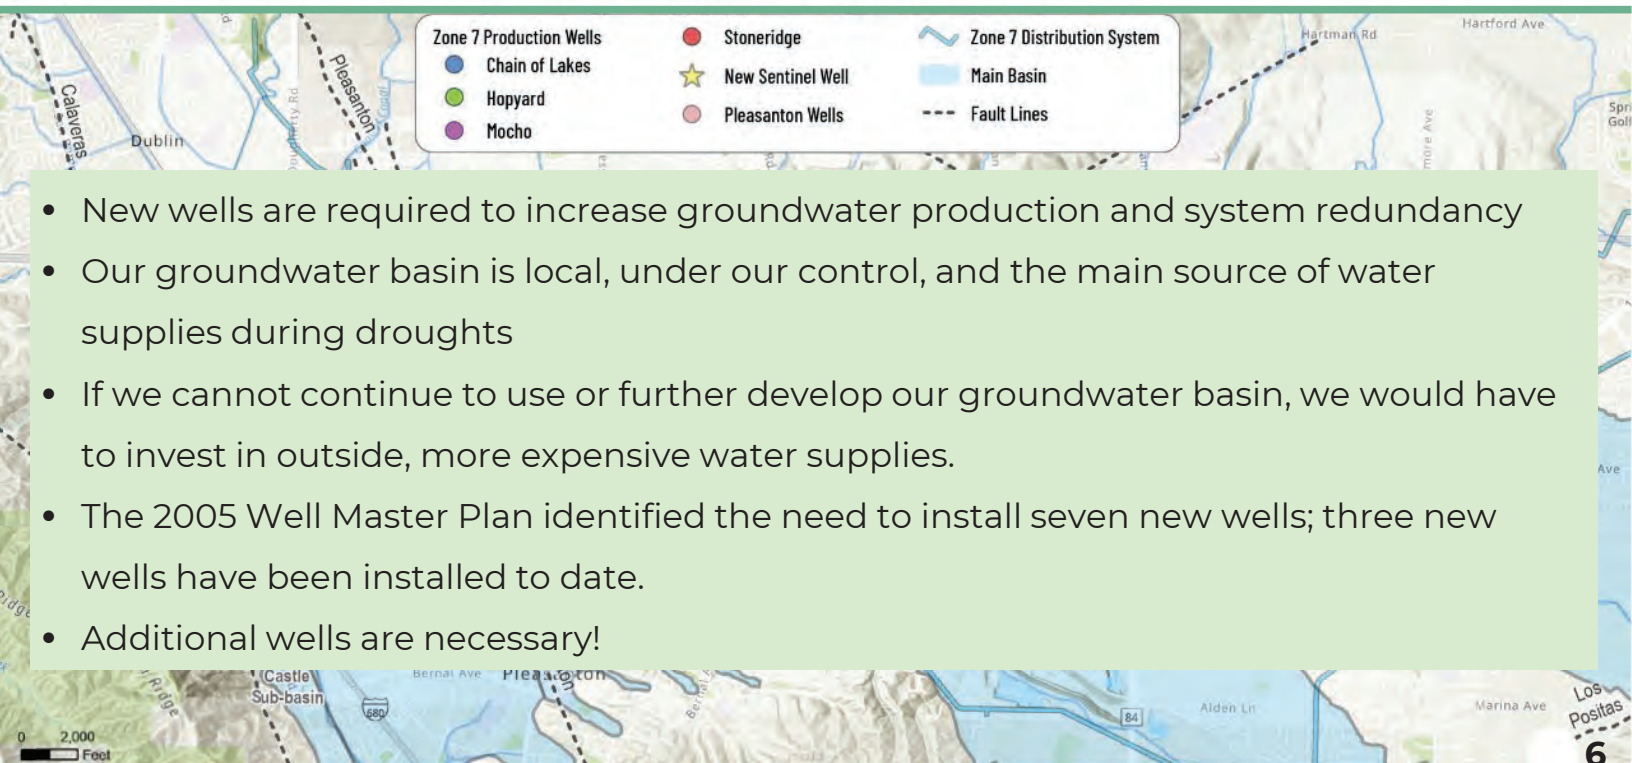 Zone 7 Production Wells
Chain of Lakes
Hopyard
Mocho
Stoneridge
New Sentinel Well
Pleasanton Wells
Zone 7 Distribution System
Main Basin
Fault Lines
Hartman Rd
Hartford Ave
Calaveras
Dublin
Pleasanton
Canal
• New wells are required to increase groundwater production and system redundancy
• Our groundwater basin is local, under our control, and the main source of water
supplies during droughts
• If we cannot continue to use or further develop our groundwater basin, we would have
to invest in outside, more expensive water supplies.
• The 2005 Well Master Plan identified the need to install seven new wells; three new
wells have been installed to date.
• Additional wells are necessary!
Ave
Ridge
(Castle
Sub-basin
680
Bernal Ave
Pleasanton
Bernal
84
Alden Ln
Marina Ave
Los
Positas
0 2,000
Feet
6